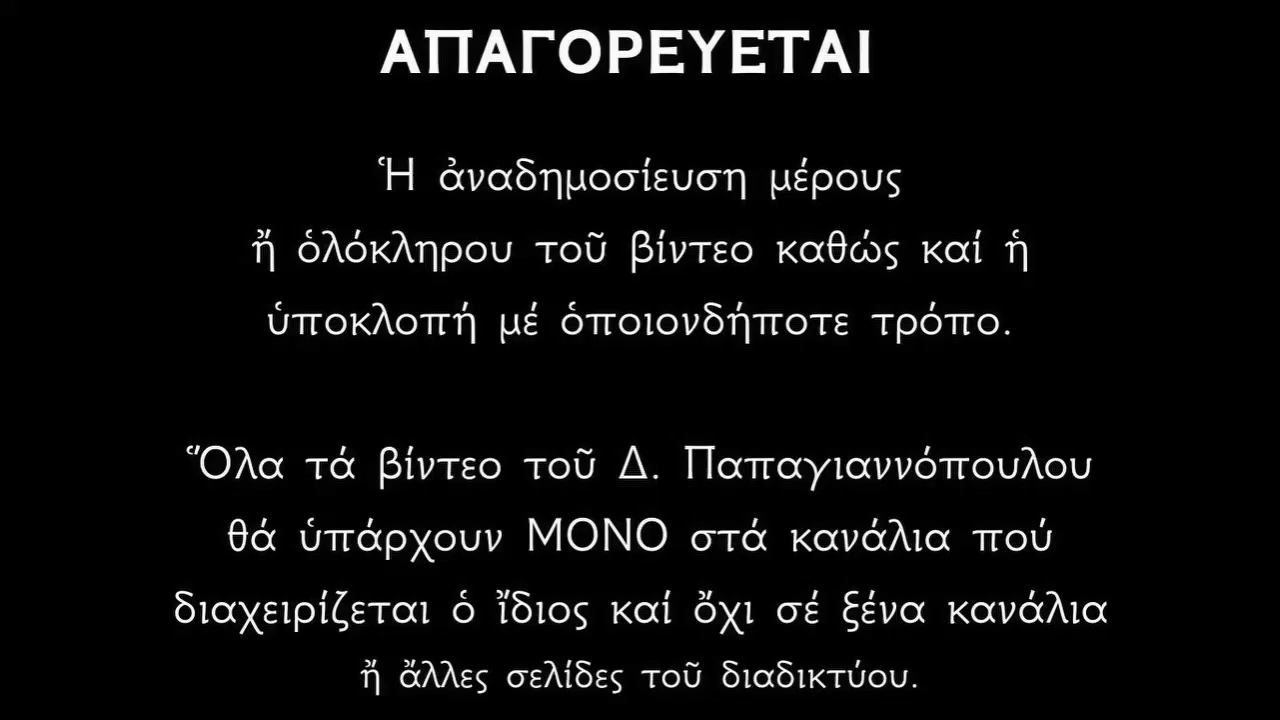 ΑΠΑΓΟΡΕΥΕΤΑΙ
Ἡ ἀναδημοσίευση μέρους
ἤ ὁλόκληρου τοῦ βίντεο καθώς καί ἡ
ὑποκλοπή μέ ὁποιονδήποτε τρόπο.
Ὅλα τά βίντεο τοῦ Δ. Παπαγιαννόπουλου
θά ὑπάρχουν ΜΟΝΟ στά κανάλια πού
διαχειρίζεται ὁ ἴδιος καί ὄχι σέ ξένα κανάλια
ἤ ἄλλες σελίδες τοῦ διαδικτύου.